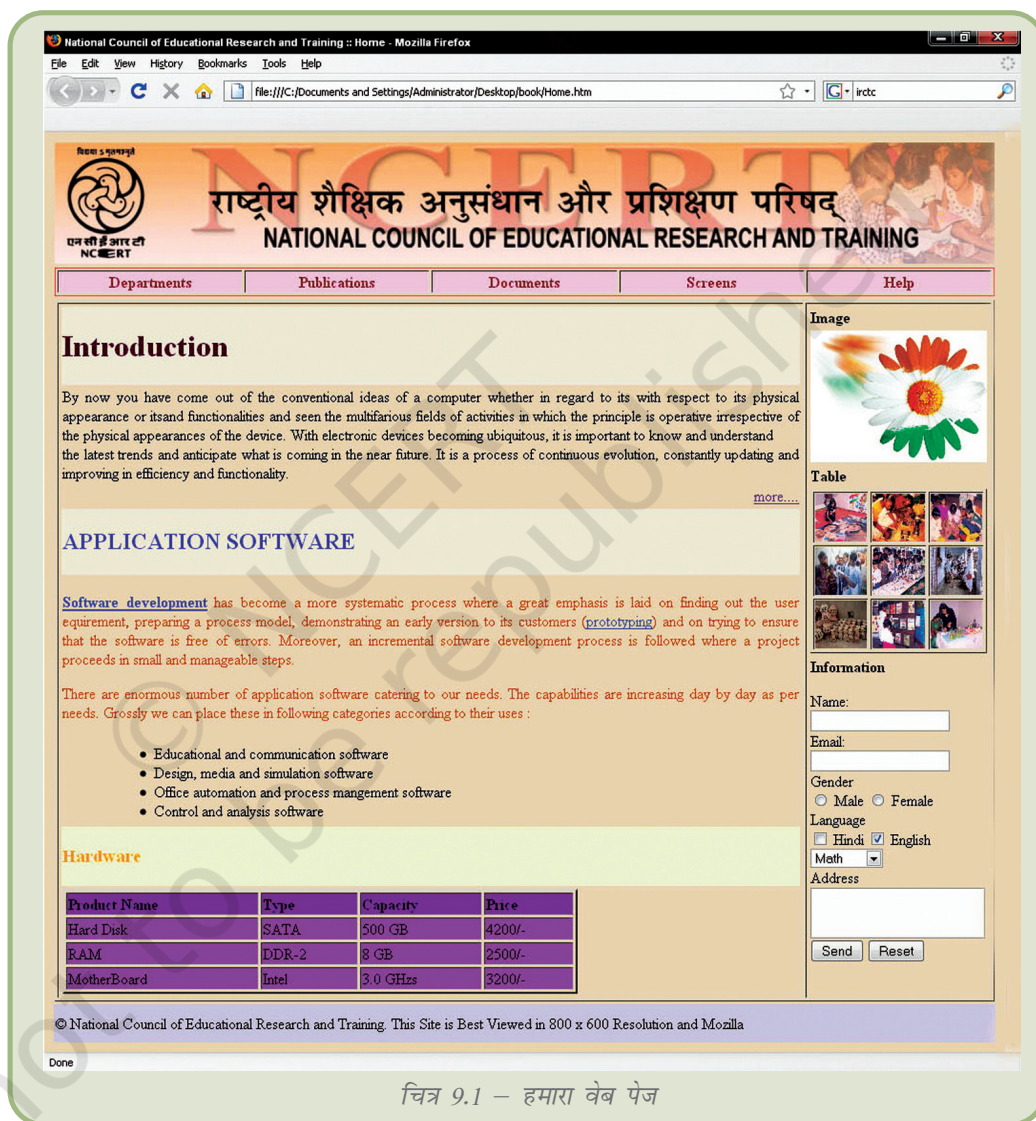 National Council of Educational Research and Training :: Home - Mozilla Firefox
File Edit View History Bookmarks Tools Help
file:///C:/Documents and Settings/Administrator/Desktop/book/Home.htm
G irctc
NCERT
एन सी ई आर टी
NCERT
राष्ट्रीय शैक्षिक अनुसंधान और प्रशिक्षण परिषद्
NATIONAL COUNCIL OF EDUCATIONAL RESEARCH AND TRAINING
Departments Publications Documents Screens Help
Introduction
By now you have come out of the conventional ideas of a computer whether in regard to its with respect to its physical
appearance or itsand functionalities and seen the multifarious fields of activities in which the principle is operative irrespective of
the physical appearances of the device. With electronic devices becoming ubiquitous, it is important to know and understand
the latest trends and anticipate what is coming in the near future. It is a process of continuous evolution, constantly updating and
improving in efficiency and functionality.
more....
APPLICATION SOFTWARE
Software development has become a more systematic process where a great emphasis is laid on finding out the user
equirement, preparing a process model, demonstrating an early version to its customers (prototyping) and on trying to ensure
that the software is free of errors. Moreover, an incremental software development process is followed where a project
proceeds in small and manageable steps.
There are enormous number of application software catering to our needs. The capabilities are increasing day by day as per
needs. Grossly we can place these in following categories according to their uses :
• Educational and communication software
• Design, media and simulation software
• Office automation and process mangement software
• Control and analysis software
Hardware
Product Name Type Capacity Price
Hard Disk SATA 500 GB 4200/-
RAM DDR-2 8 GB 2500/-
MotherBoard Intel 3.0 GHzs 3200/-
Image
Table
Information
Name:
Email:
Gender
Male Female
Language
Hindi English
Math
Address
Send Reset
© National Council of Educational Research and Training. This Site is Best Viewed in 800 x 600 Resolution and Mozilla
Done
चित्र 9.1 – हमारा वेब पेज
© NCERT
not to be republished